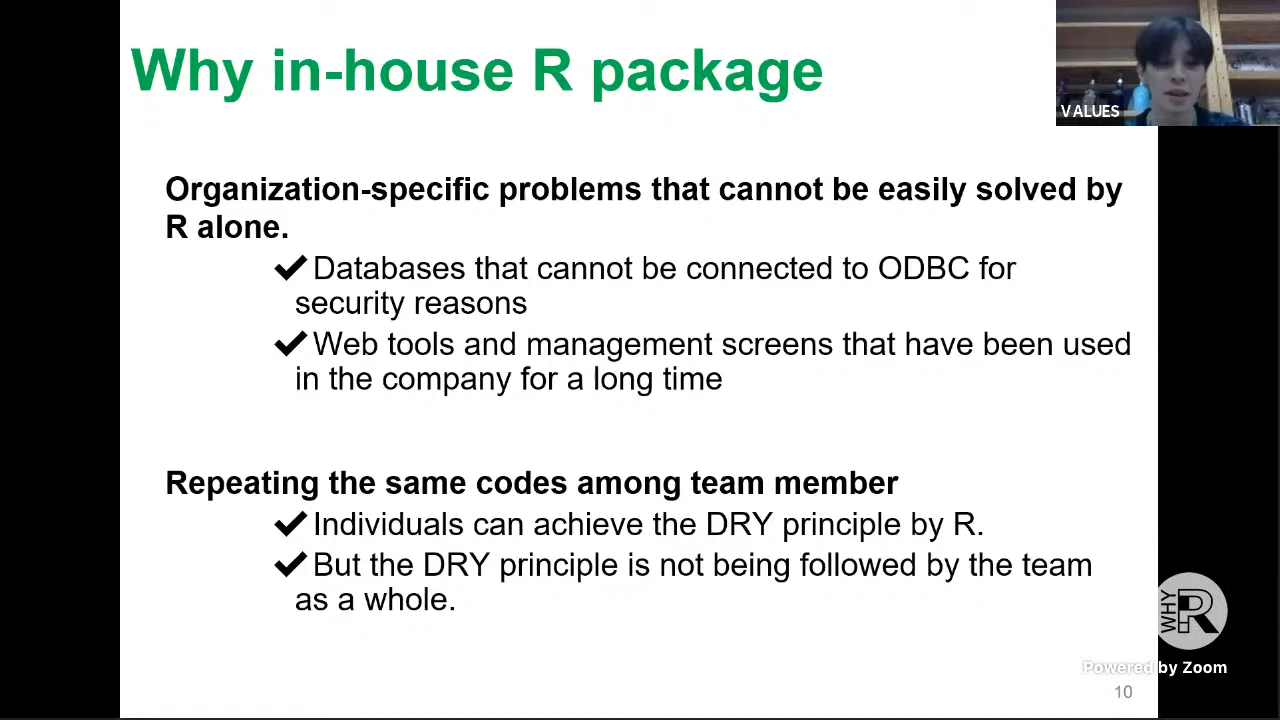 Why in-house R package
VALUES
Organization-specific problems that cannot be easily solved by
R alone.
✔Databases that cannot be connected to ODBC for
security reasons
✔Web tools and management screens that have been used
in the company for a long time
Repeating the same codes among team member
✔Individuals can achieve the DRY principle by R.
✔But the DRY principle is not being followed by the team
as a whole.
WHY R?
Powered by Zoom
10